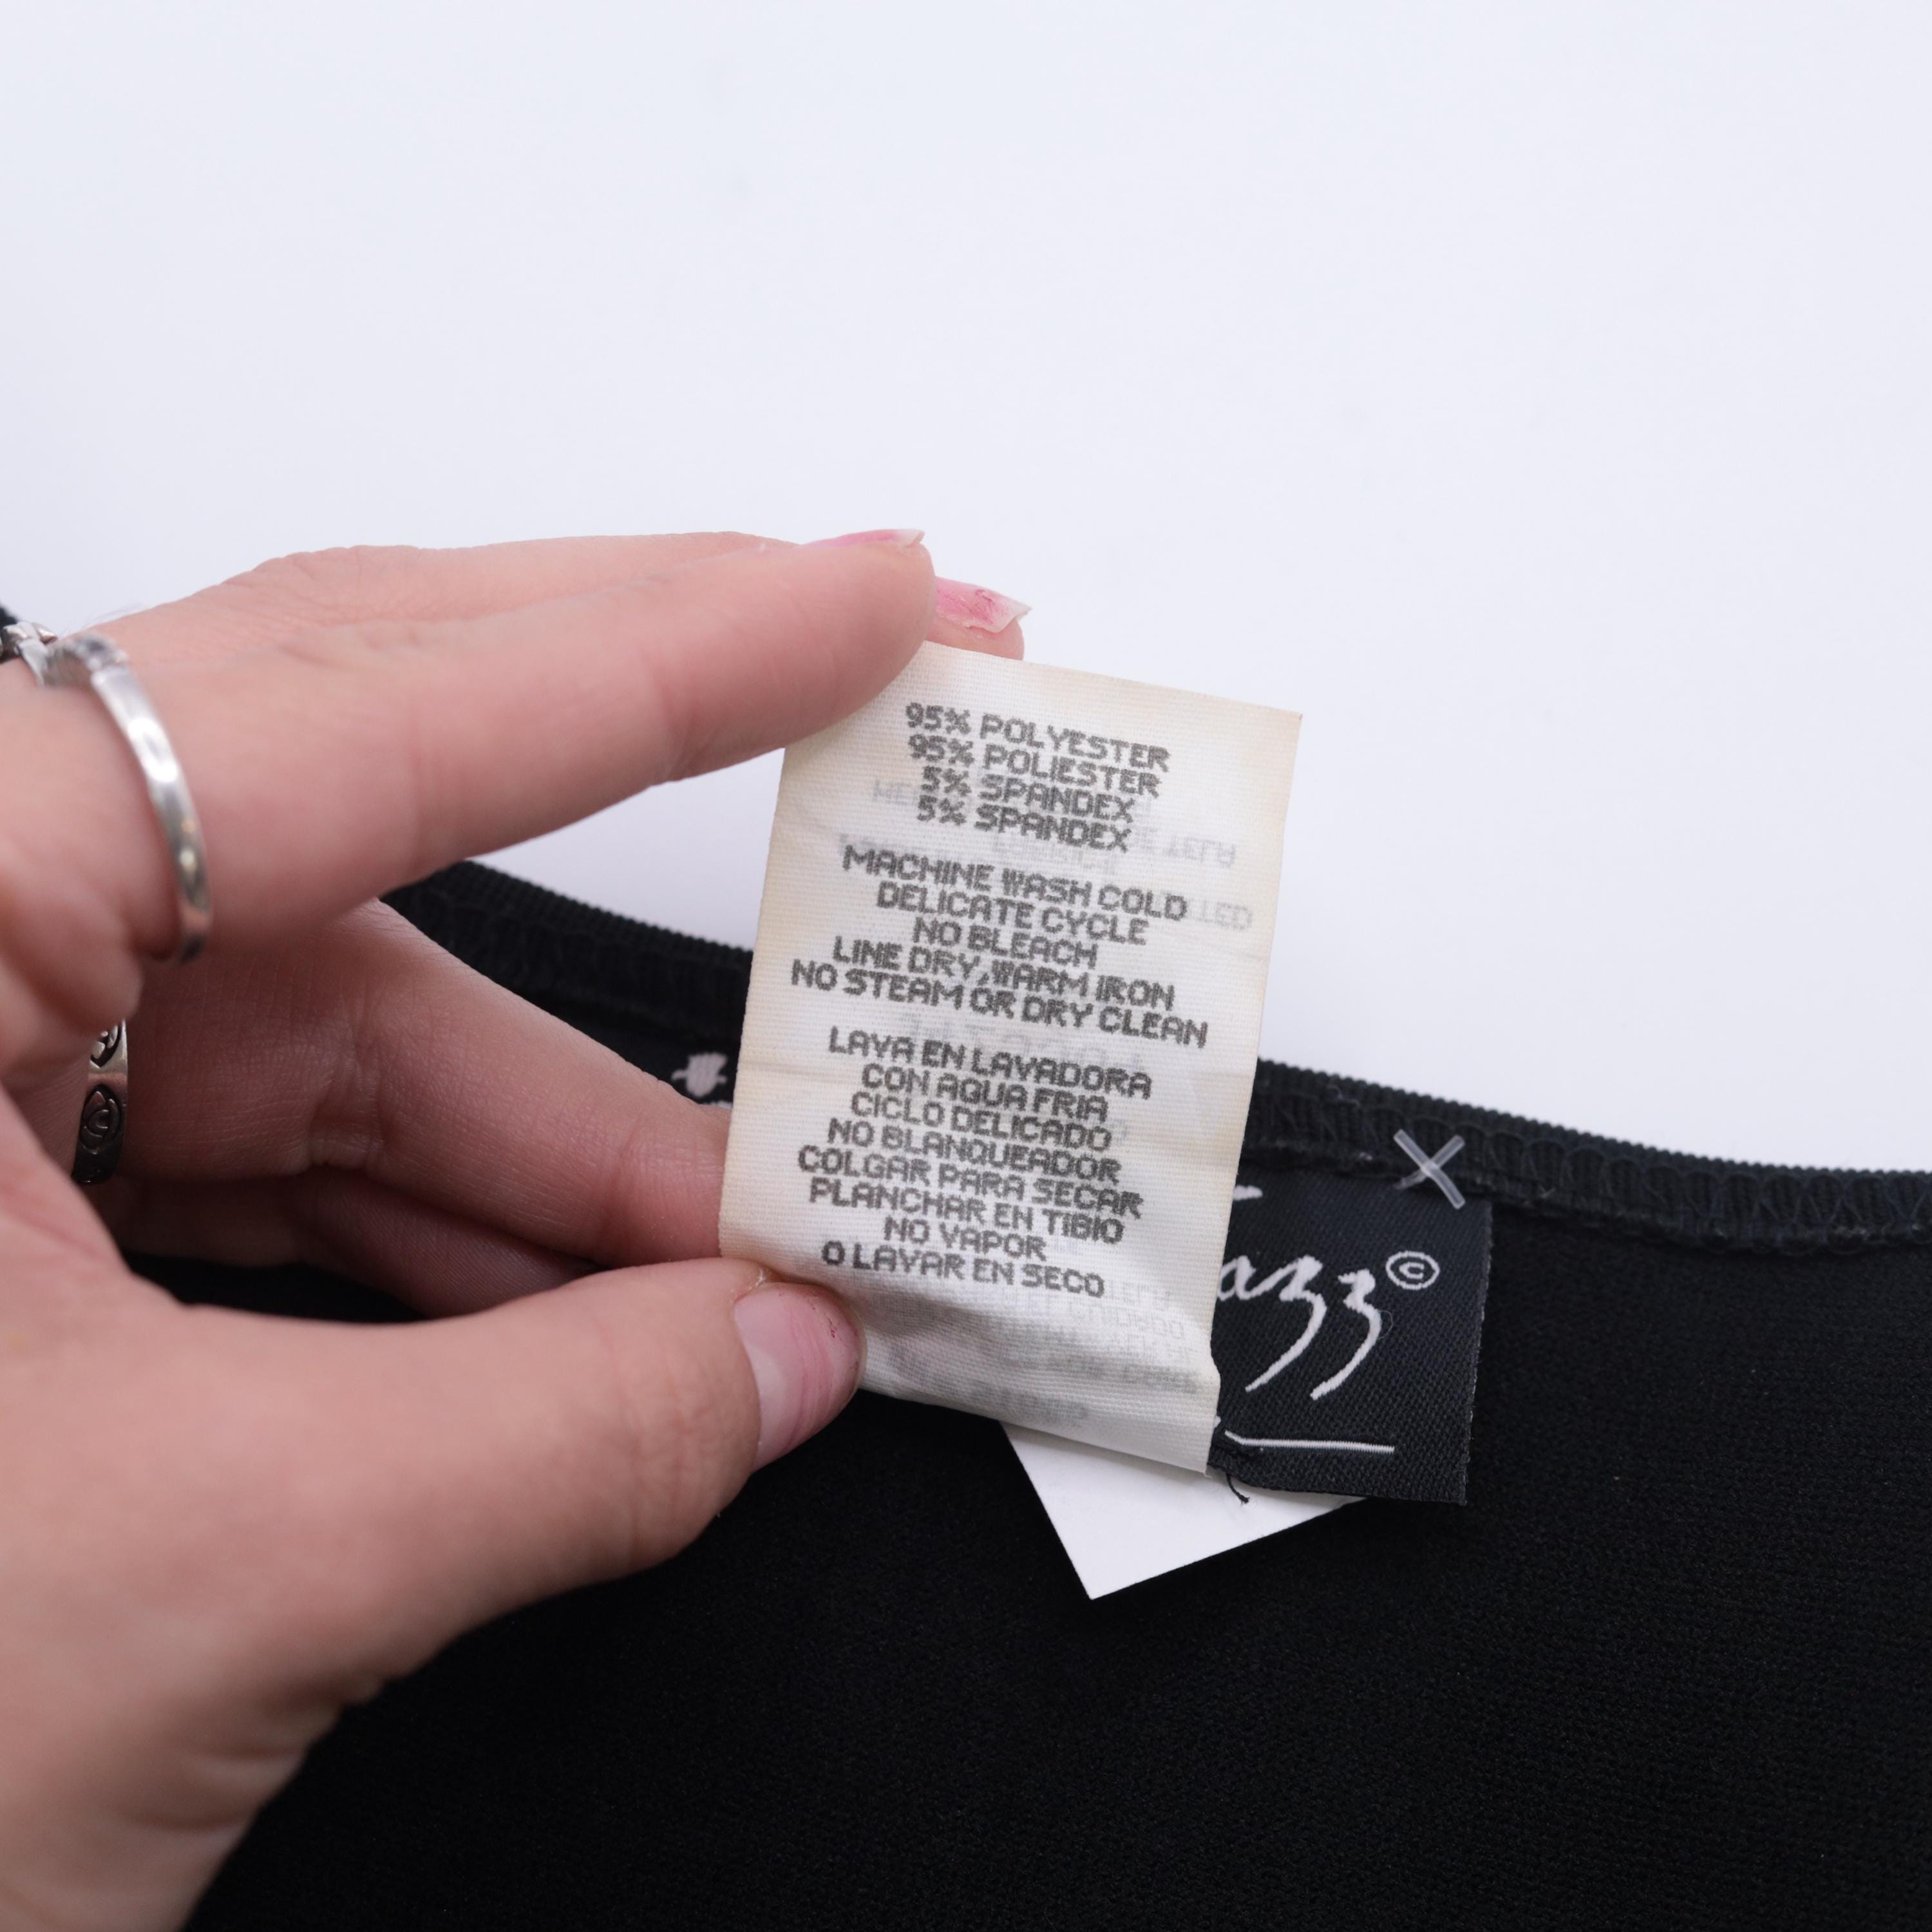 95% POLYESTER
95% POLIESTER
5% SPANDEX
5% SPANDEX
MACHINE WASH COLD
DELICATE CYCLE
NO BLEACH
LINE DRY, WARM IRON
NO STEAM OR DRY CLEAN
LAVA EN LAVADORA
CON AQUA FRIA
CICLO DELICADO
NO BLANQUEADOR
COLGAR PARA SECAR
PLANCHAR EN TIBIO
NO VAPOR
O LAVAR EN SECO
azz©